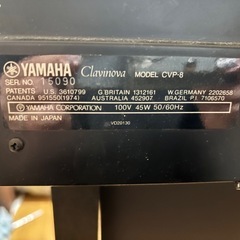 YAMAHA Clavinova MODEL CVP-8
SER. NO. 15090
PATENTS U.S. 3610799 G.BRITAIN 1312161 W.GERMANY 2202658
CANADA 951550(1974) AUSTRALIA 452907 BRAZIL P.I. 7106570
YAMAHA CORPORATION 100V 45W 50/60Hz
MADE IN JAPAN
VD20130